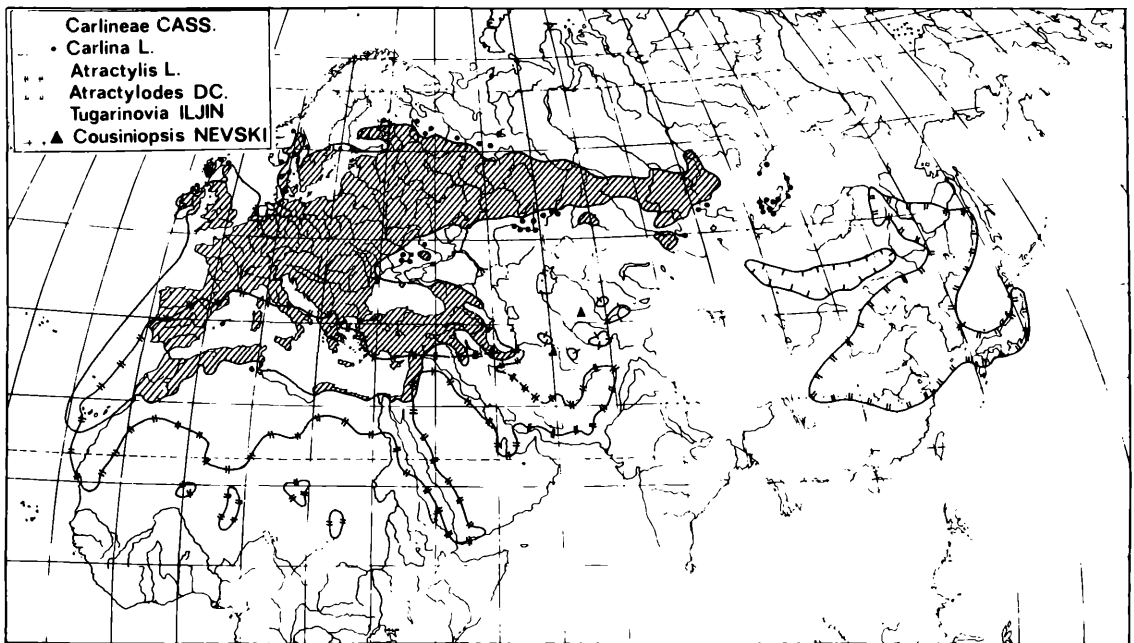 Carlineae CASS.
Carlina L.
Atractylis L.
Atractylodes DC.
Tugarinovia ILJIN
Cousiniopsis NEVSKI